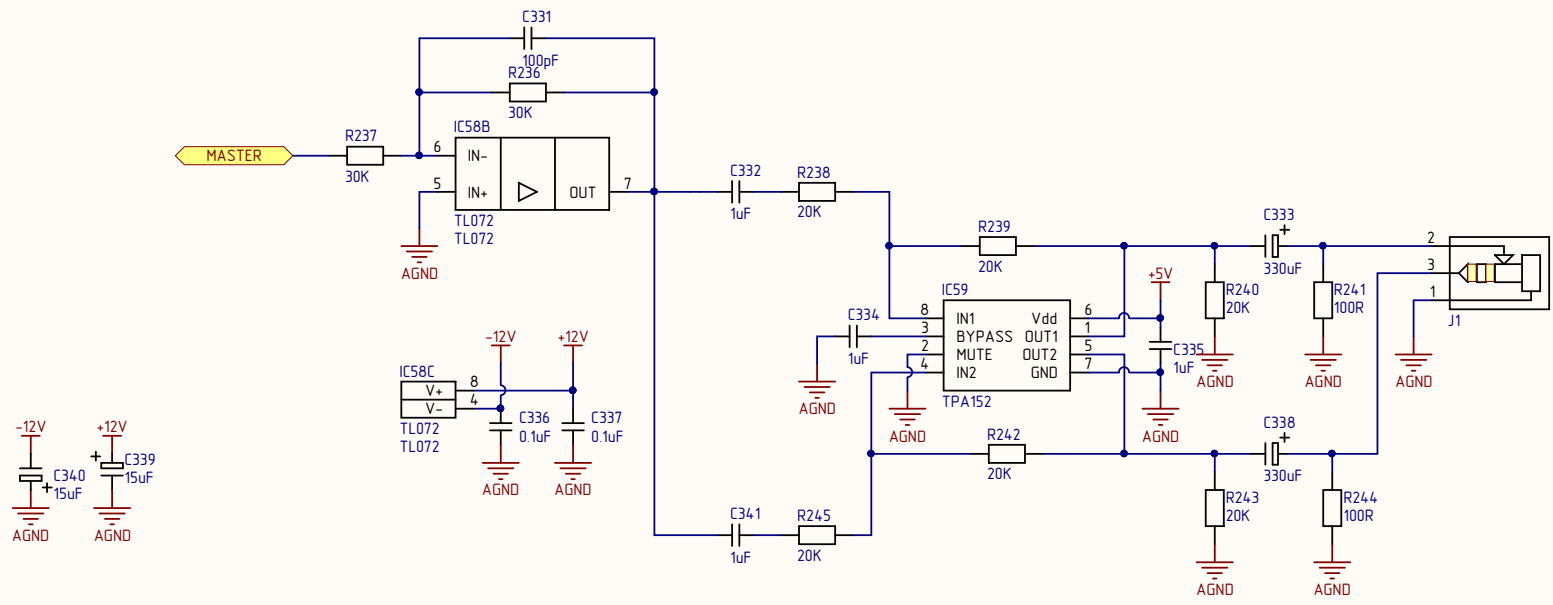 C331
100pF
R236
30K
IC58B
R237
30K
MASTER
6
IN-
5
IN+
OUT
7
TL072
TL072
AGND
C332
1uF
R238
20K
R239
20K
C333
330uF
2
3
1
J1
+5V
R240
20K
AGND
R241
100R
AGND
AGND
IC59
8
IN1
3
BYPASS
2
MUTE
4
IN2
Vdd
6
OUT1
1
OUT2
5
GND
7
TPA152
C334
1uF
AGND
AGND
C335
1uF
AGND
-12V
+12V
IC58C
V+
8
V-
4
TL072
TL072
C336
0.1uF
AGND
C337
0.1uF
AGND
-12V
+12V
C340
15uF
+
AGND
+
C339
15uF
AGND
R242
20K
+
C338
330uF
R243
20K
AGND
R244
100R
AGND
C341
1uF
R245
20K
+